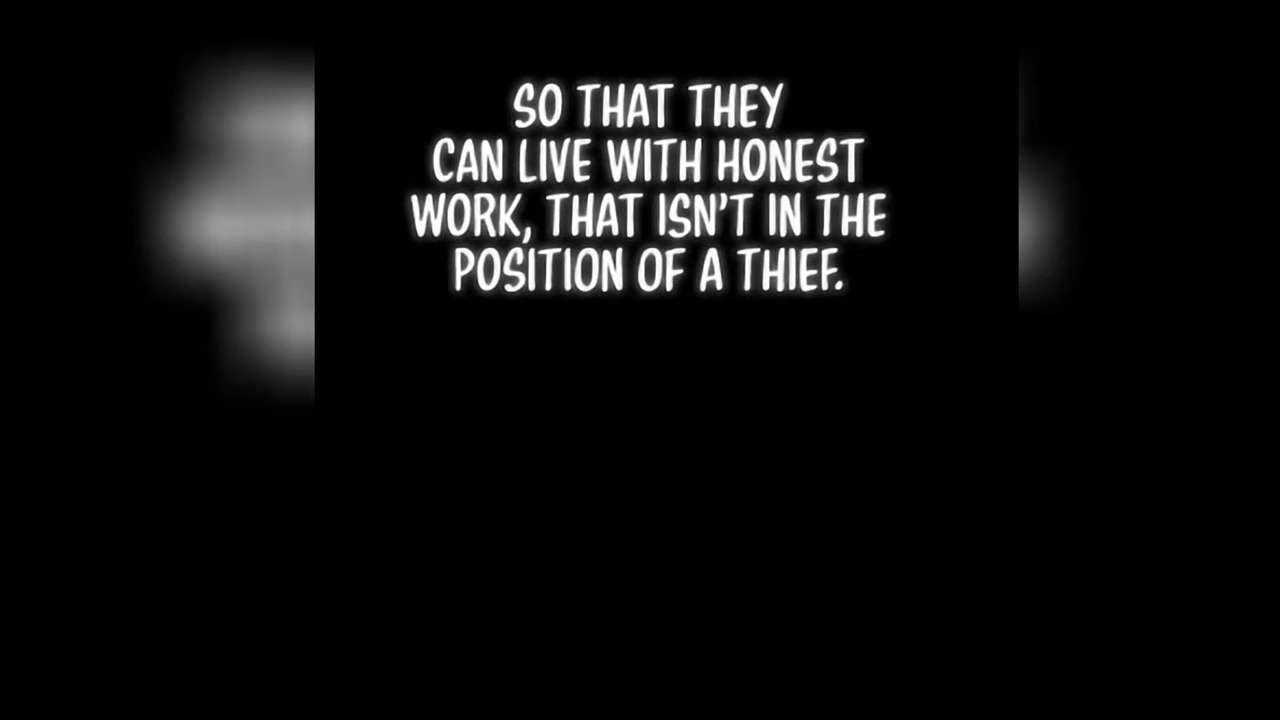 SO THAT THEY
CAN LIVE WITH HONEST
WORK, THAT ISN'T IN THE
POSITION OF A THIEF.